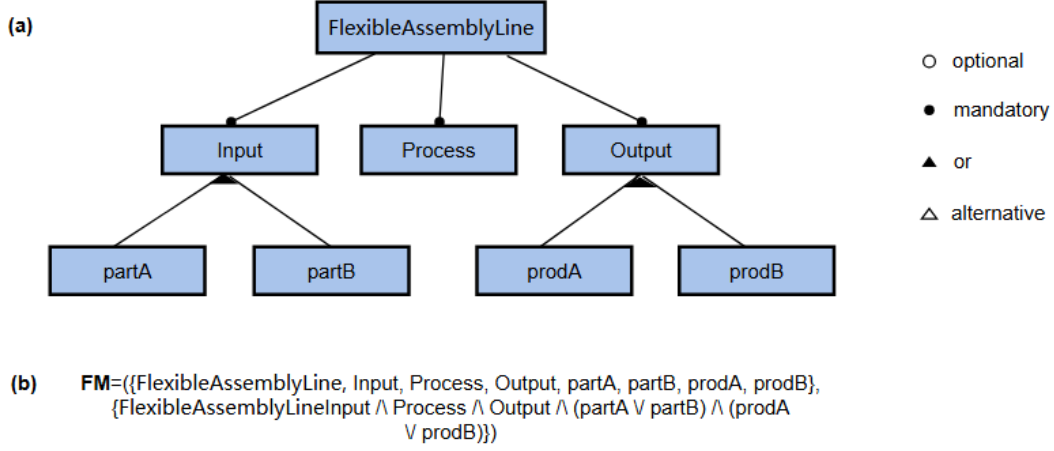 (a)
FlexibleAssemblyLine
optional
mandatory
or
alternative
Input
Process
Output
partA
partB
prodA
prodB
(b) FM=({FlexibleAssemblyLine, Input, Process, Output, partA, partB, prodA, prodB},
{FlexibleAssemblyLineInput /\ Process /\ Output /\ (partA \/ partB) /\ (prodA
\/ prodB)})